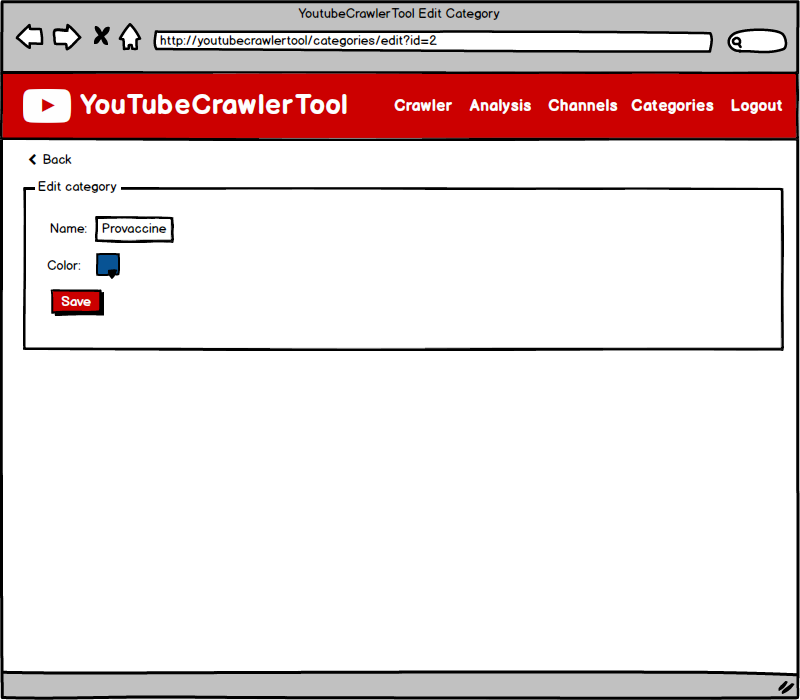 YoutubeCrawlerTool Edit Category
http://youtubecrawlertool/categories/edit?id=2
YouTubeCrawlerTool
Crawler Analysis Channels Categories Logout
Back
Edit category
Name: Provaccine
Color:
Save